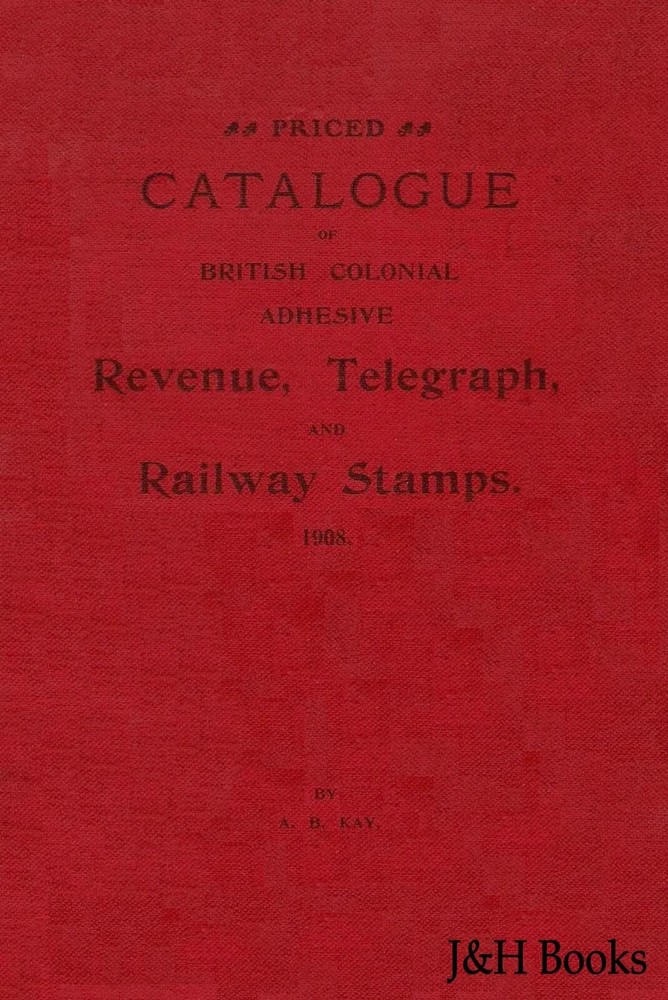 PRICED
CATALOGUE
OF
BRITISH COLONIAL
ADHESIVE
Revenue, Telegraph,
AND
Railway Stamps.
1908.
BY
A. B. KAY.
J&H Books